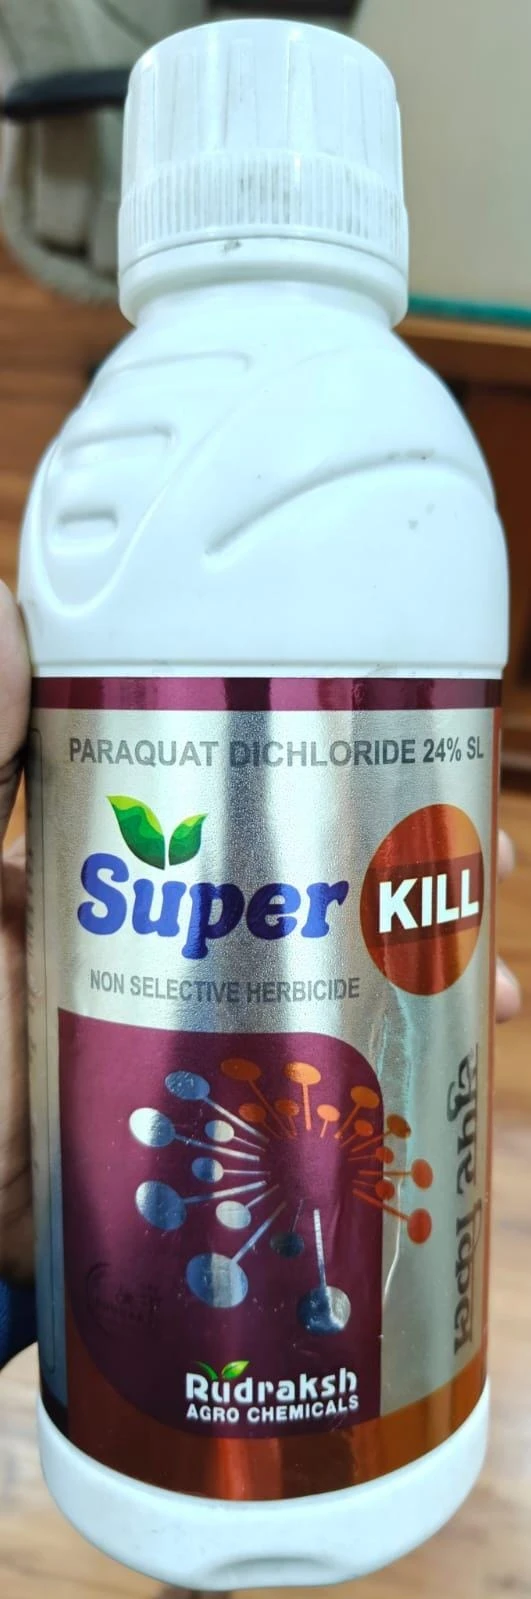 PARAQUAT DICHLORIDE 24% SL
Super KILL
NON SELECTIVE HERBICIDE
सुपर किल
Rudraksh
AGRO CHEMICALS